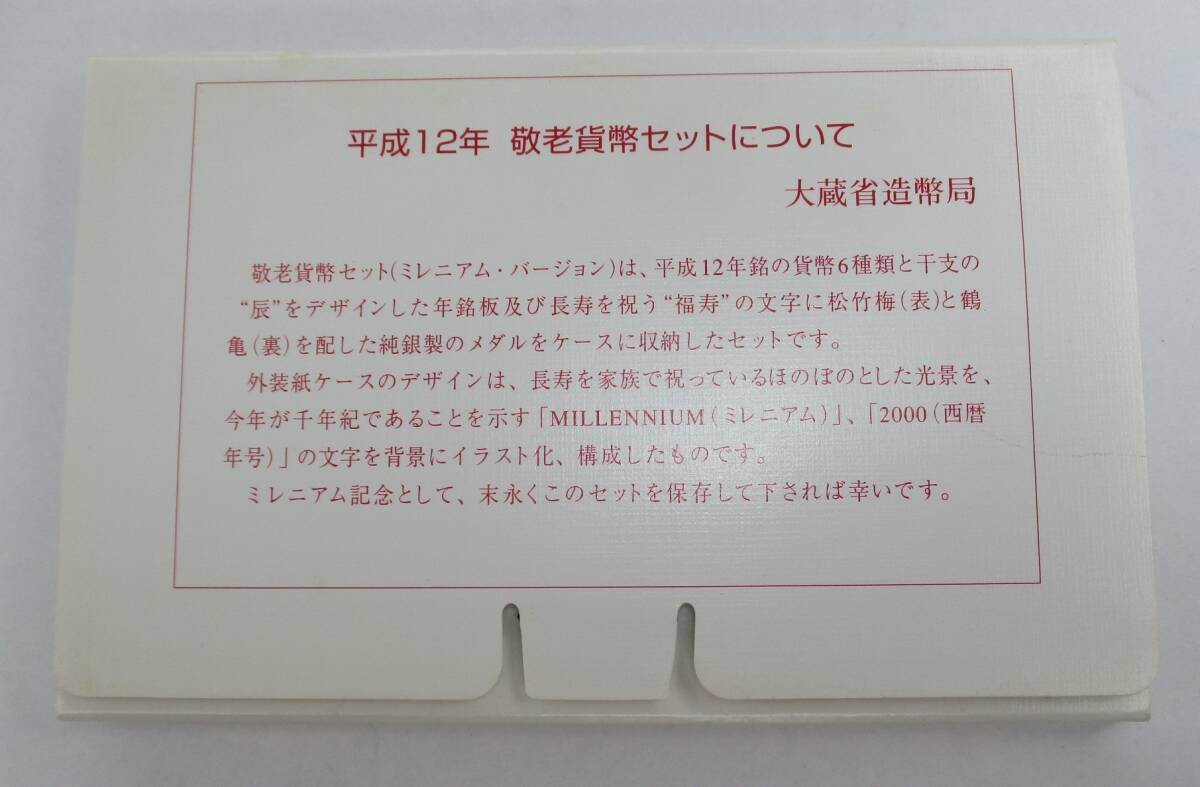 平成12年 敬老貨幣セットについて
大蔵省造幣局
敬老貨幣セット(ミレニアム・バージョン)は、平成12年銘の貨幣6種類と干支の
“辰”をデザインした年銘板及び長寿を祝う“福寿”の文字に松竹梅(表)と鶴
亀(裏)を配した純銀製のメダルをケースに収納したセットです。
外装紙ケースのデザインは、長寿を家族で祝っているほのぼのとした光景を、
今年が千年紀であることを示す「MILLENNIUM(ミレニアム)」、「2000(西暦
年号)」の文字を背景にイラスト化、構成したものです。
ミレニアム記念として、末永くこのセットを保存して下されば幸いです。